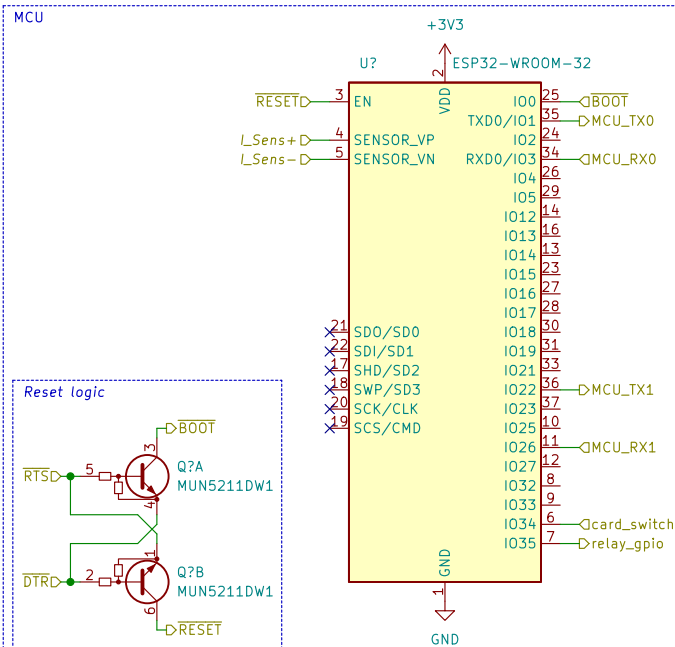 MCU
+3V3
U?
ESP32-WROOM-32
2
VDD
RESET 3 EN
I_Sens+ 4 SENSOR_VP
I_Sens- 5 SENSOR_VN
21 SDO/SD0
22 SDI/SD1
17 SHD/SD2
18 SWP/SD3
20 SCK/CLK
19 SCS/CMD
IO0 25 BOOT
TXD0/IO1 35 MCU_TX0
IO2 24
RXD0/IO3 34 MCU_RX0
IO4 26
IO5 29
IO12 14
IO13 16
IO14 13
IO15 23
IO16 27
IO17 28
IO18 30
IO19 31
IO21 33
IO22 36 MCU_TX1
IO23 37
IO25 10
IO26 11 MCU_RX1
IO27 12
IO32 8
IO33 9
IO34 6 card_switch
IO35 7 relay_gpio
GND
1
GND
Reset logic
BOOT
3
RTS 5
Q?A
MUN5211DW1
4
1
DTR 2
Q?B
MUN5211DW1
6
RESET